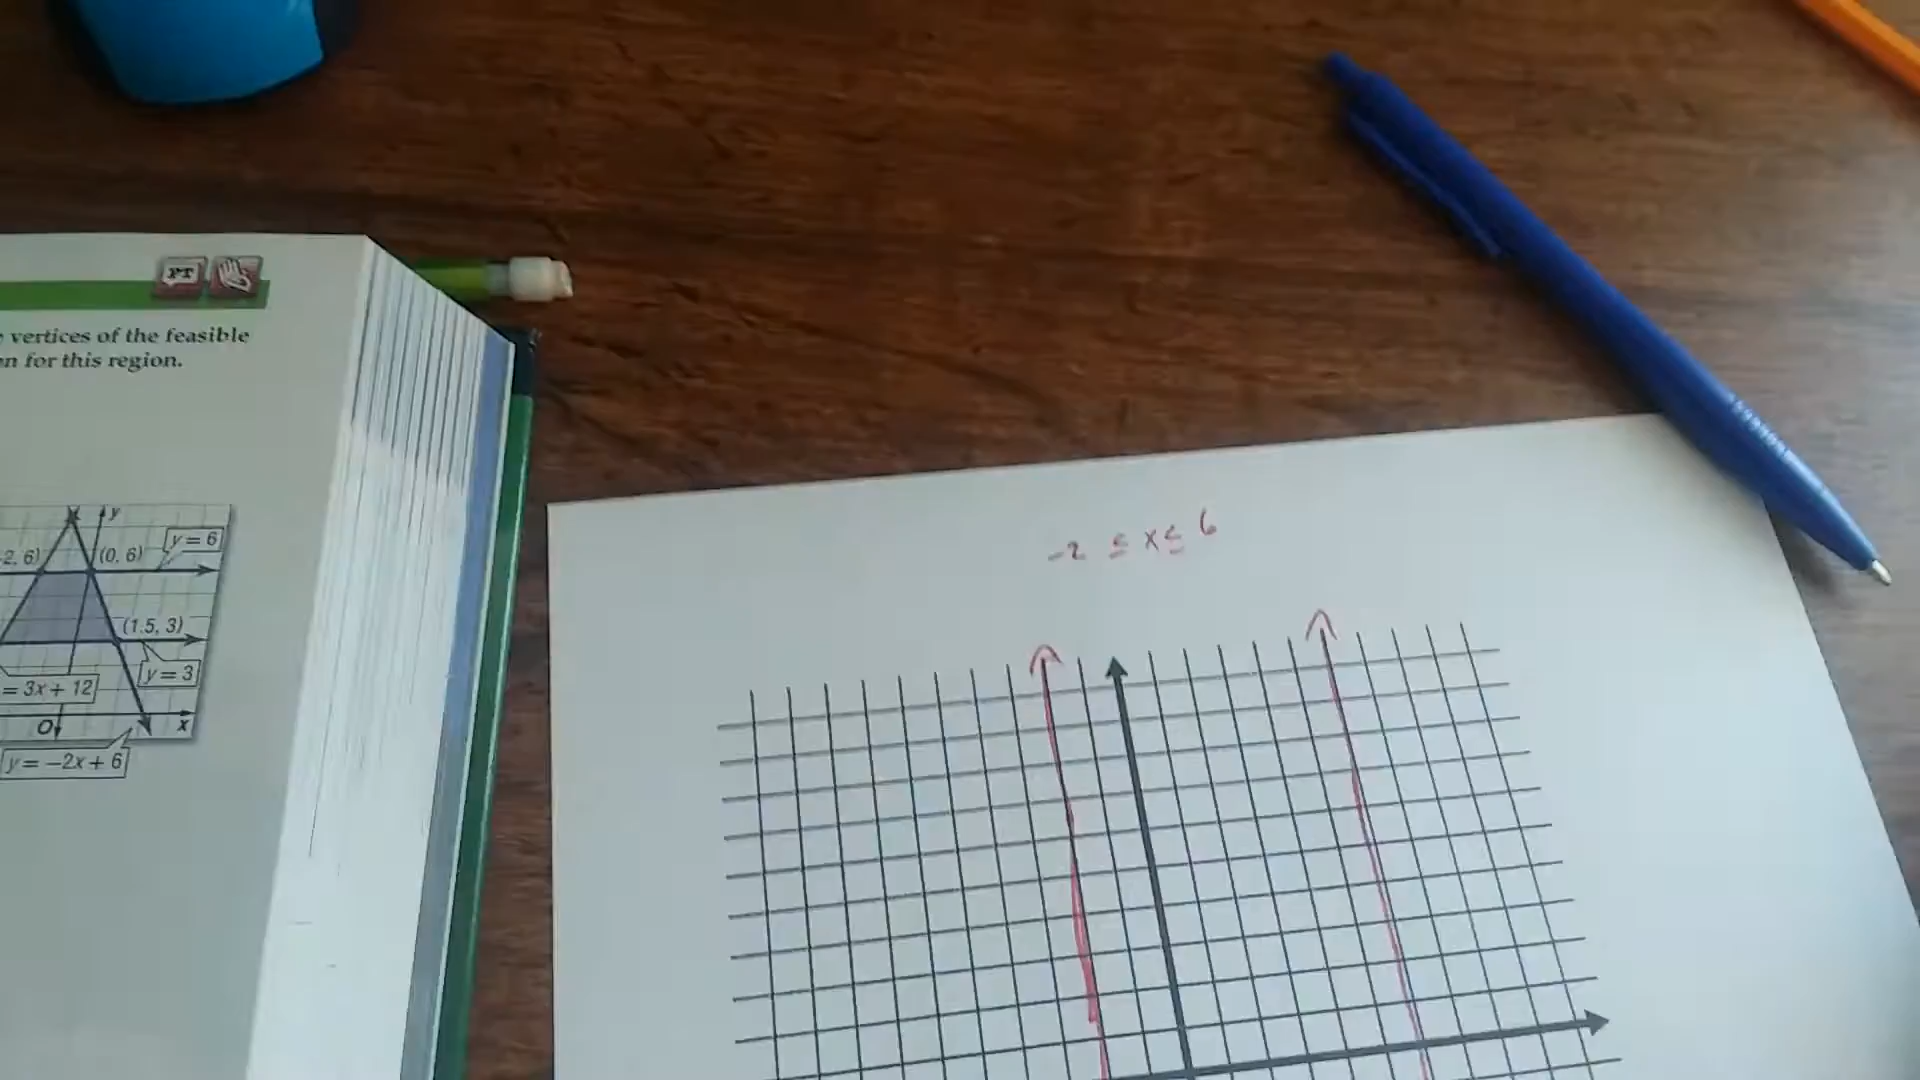 PT
vertices of the feasible
for this region.
y
y = 6
2, 6)
(0, 6)
(1.5, 3)
y = 3
= 3x + 12
O
x
y = −2x + 6
-2 ≤ x ≤ 6